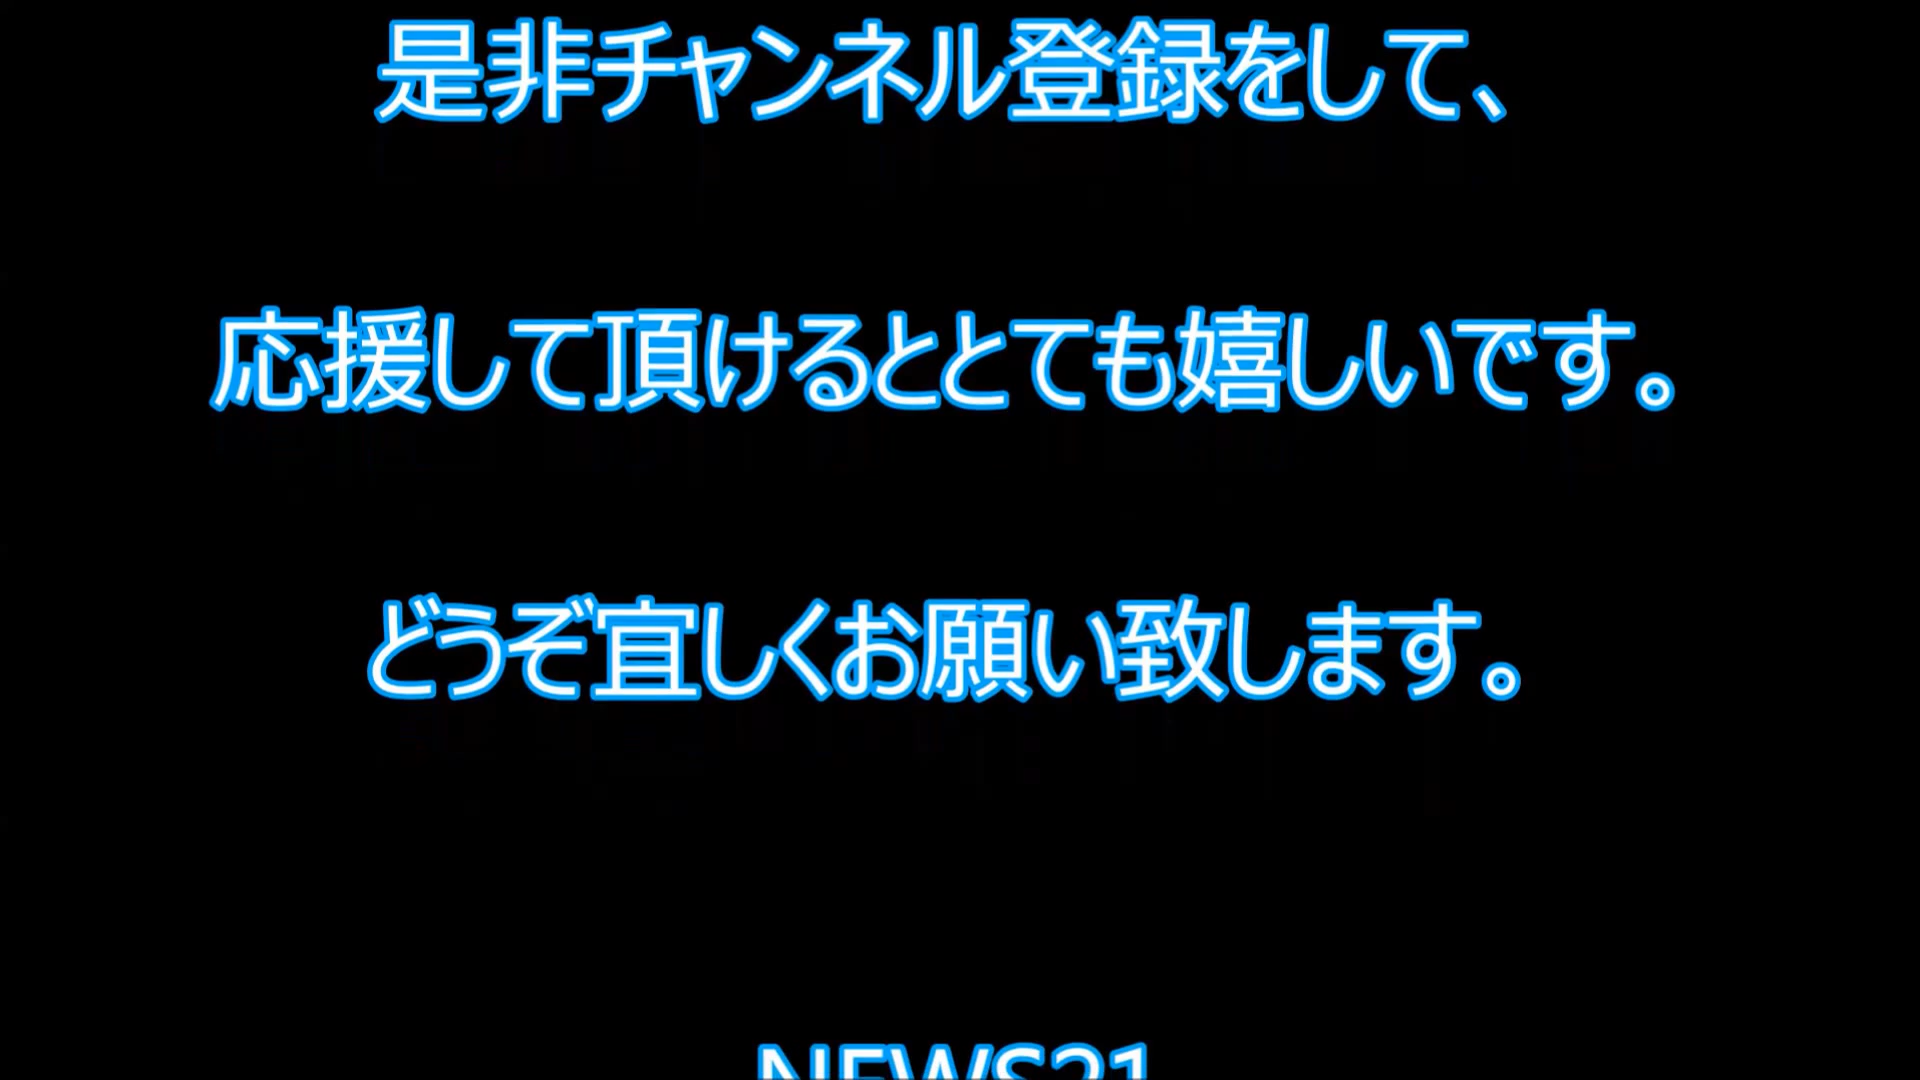 是非チャンネル登録をして、
応援して頂けるととても嬉しいです。
どうぞ宜しくお願い致します。
NEWS21